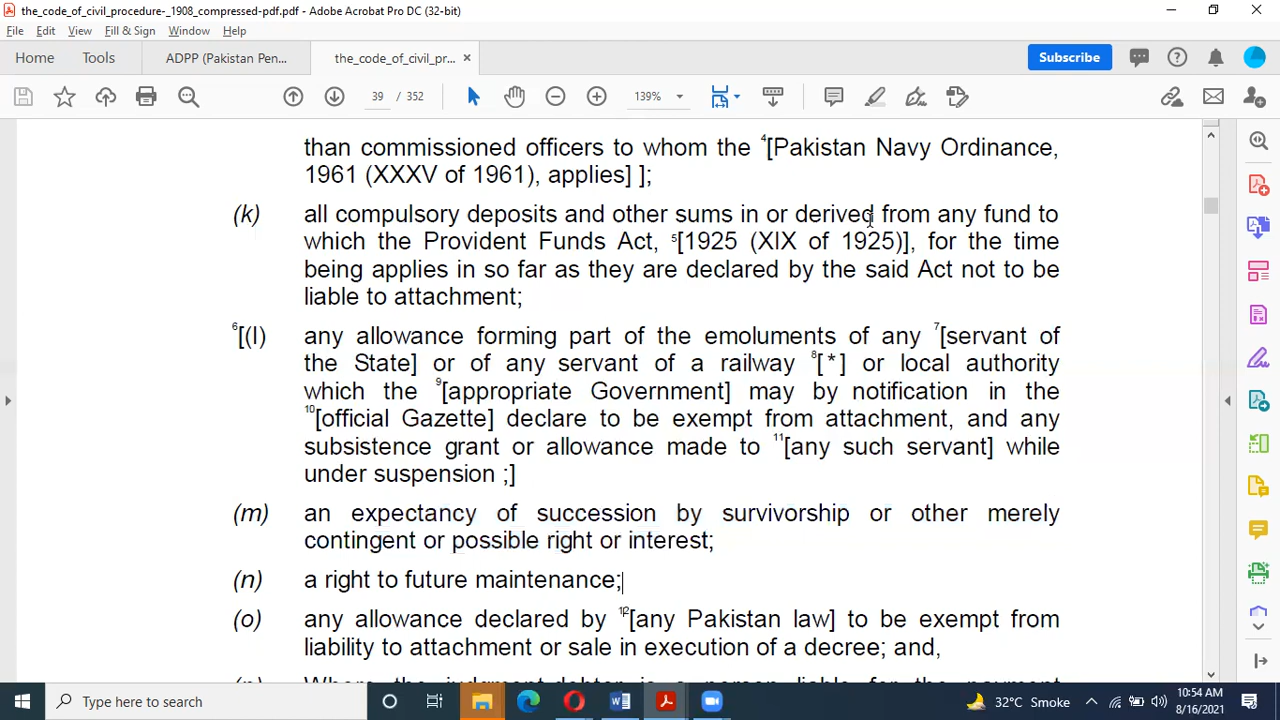 the_code_of_civil_procedure-_1908_compressed-pdf.pdf - Adobe Acrobat Pro DC (32-bit)
File Edit View Fill & Sign Window Help
Home Tools ADPP (Pakistan Pen... the_code_of_civil_pr... × Subscribe
39 / 352 139%
than commissioned officers to whom the 4[Pakistan Navy Ordinance,
1961 (XXXV of 1961), applies] ];
(k) all compulsory deposits and other sums in or derived from any fund to
which the Provident Funds Act, 5[1925 (XIX of 1925)], for the time
being applies in so far as they are declared by the said Act not to be
liable to attachment;
6[(l) any allowance forming part of the emoluments of any 7[servant of
the State] or of any servant of a railway 8[*] or local authority
which the 9[appropriate Government] may by notification in the
10[official Gazette] declare to be exempt from attachment, and any
subsistence grant or allowance made to 11[any such servant] while
under suspension ;]
(m) an expectancy of succession by survivorship or other merely
contingent or possible right or interest;
(n) a right to future maintenance;
(o) any allowance declared by 12[any Pakistan law] to be exempt from
liability to attachment or sale in execution of a decree; and,
(p) Where the judgment-debtor is a person liable for the payment
Type here to search 32°C Smoke 10:54 AM
8/16/2021